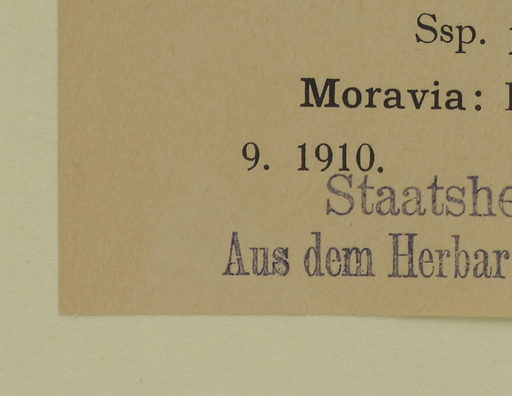 Ssp.
Moravia:
9. 1910.
Staatshe
Aus dem Herbar